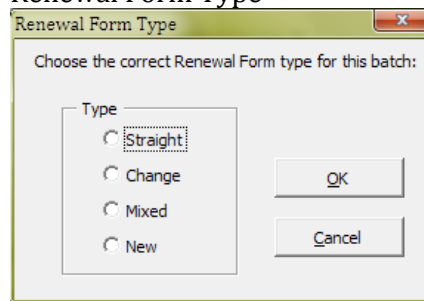 Renewal Form Type
Renewal Form Type
Choose the correct Renewal Form type for this batch:
Type
Straight
Change
Mixed
New
OK
Cancel